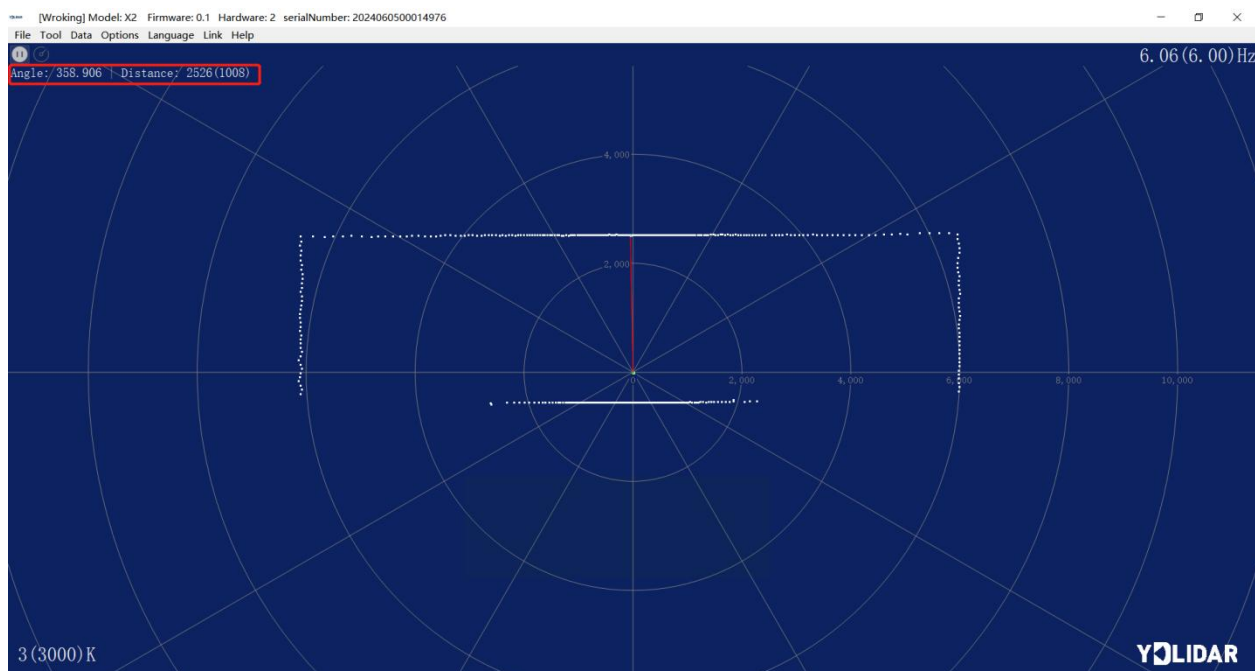 [Wroking] Model: X2 Firmware: 0.1 Hardware: 2 serialNumber: 2024060500014976
File Tool Data Options Language Link Help
6.06(6.00)Hz
Angle: 358.906 | Distance: 2526(1008)
4,000
2,000
0 2,000 4,000 6,000 8,000 10,000
3(3000)K
YDLIDAR